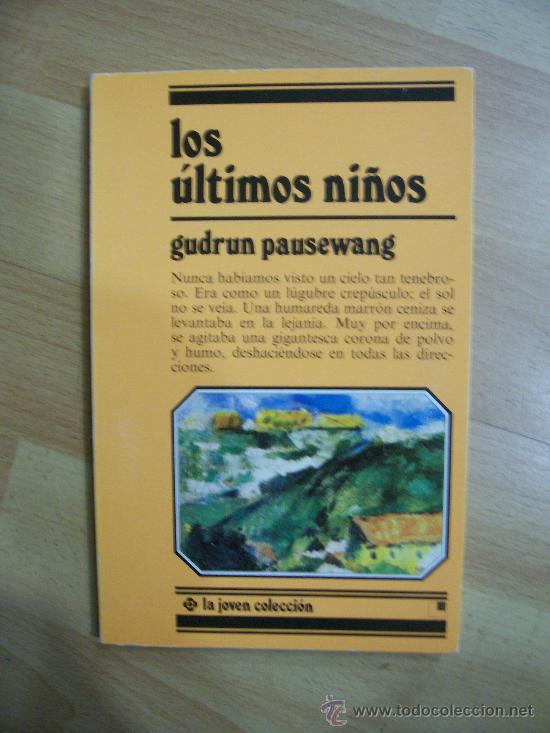 los
últimos niños
gudrun pausewang
Nunca habíamos visto un cielo tan tenebro-
so. Era como un lúgubre crepúsculo; el sol
no se veía. Una humareda marrón ceniza se
levantaba en la lejanía. Muy por encima,
se agitaba una gigantesca corona de polvo
y humo, deshaciéndose en todas las direc-
ciones.
la joven colección
www.todocoleccion.net